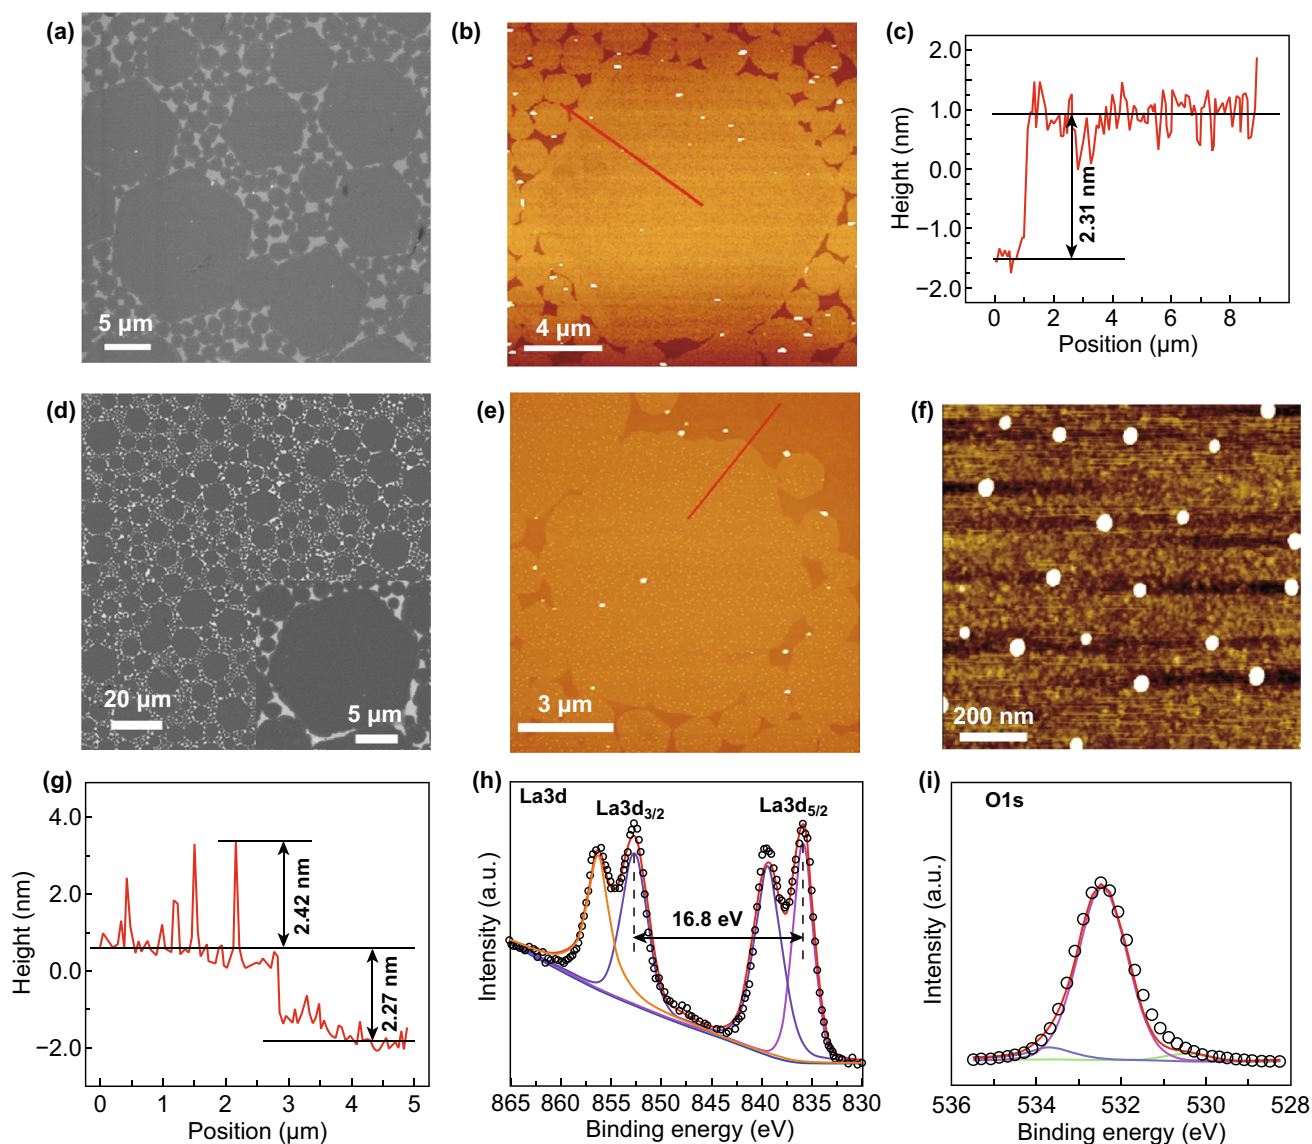 (a)
5 µm
(b)
4 µm
(c)
2.0
1.0
0.0
−1.0
−2.0
Height (nm)
2.31 nm
0 2 4 6 8
Position (µm)
(d)
20 µm
5 µm
(e)
3 µm
(f)
200 nm
(g)
4.0
2.0
0.0
−2.0
Height (nm)
2.42 nm
2.27 nm
0 1 2 3 4 5
Position (µm)
(h)
La3d
La3d3/2
La3d5/2
16.8 eV
Intensity (a.u.)
865 860 855 850 845 840 835 830
Binding energy (eV)
(i)
O1s
Intensity (a.u.)
536 534 532 530 528
Binding energy (eV)